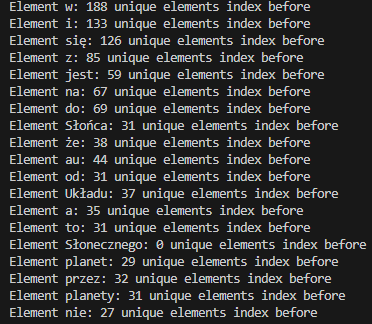 Element w: 188 unique elements index before
Element i: 133 unique elements index before
Element się: 126 unique elements index before
Element z: 85 unique elements index before
Element jest: 59 unique elements index before
Element na: 67 unique elements index before
Element do: 69 unique elements index before
Element Słońca: 31 unique elements index before
Element że: 38 unique elements index before
Element au: 44 unique elements index before
Element od: 31 unique elements index before
Element Układu: 37 unique elements index before
Element a: 35 unique elements index before
Element to: 31 unique elements index before
Element Słonecznego: 0 unique elements index before
Element planet: 29 unique elements index before
Element przez: 32 unique elements index before
Element planety: 31 unique elements index before
Element nie: 27 unique elements index before